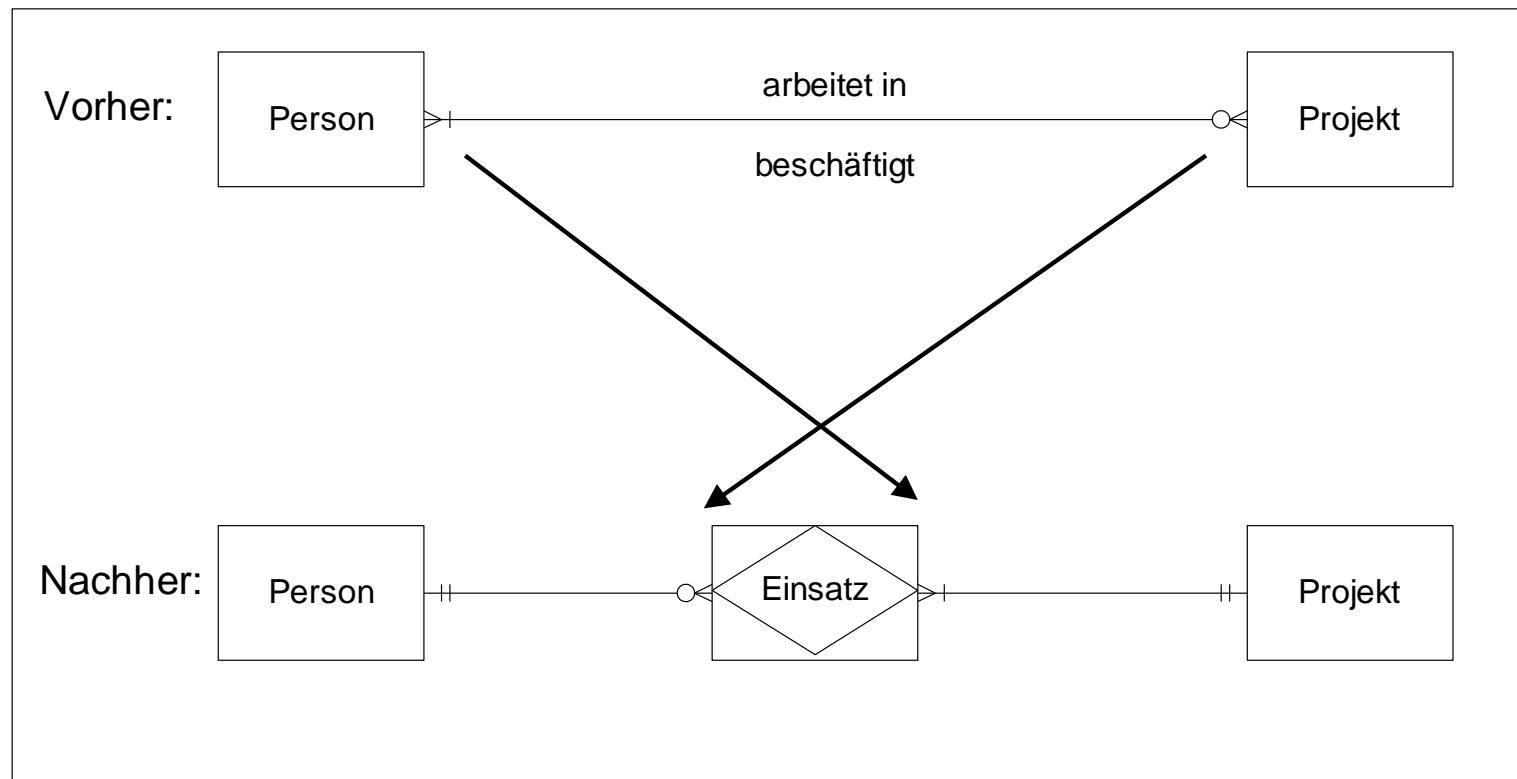 Vorher:
Person
arbeitet in
beschäftigt
Projekt
Nachher:
Person
Einsatz
Projekt